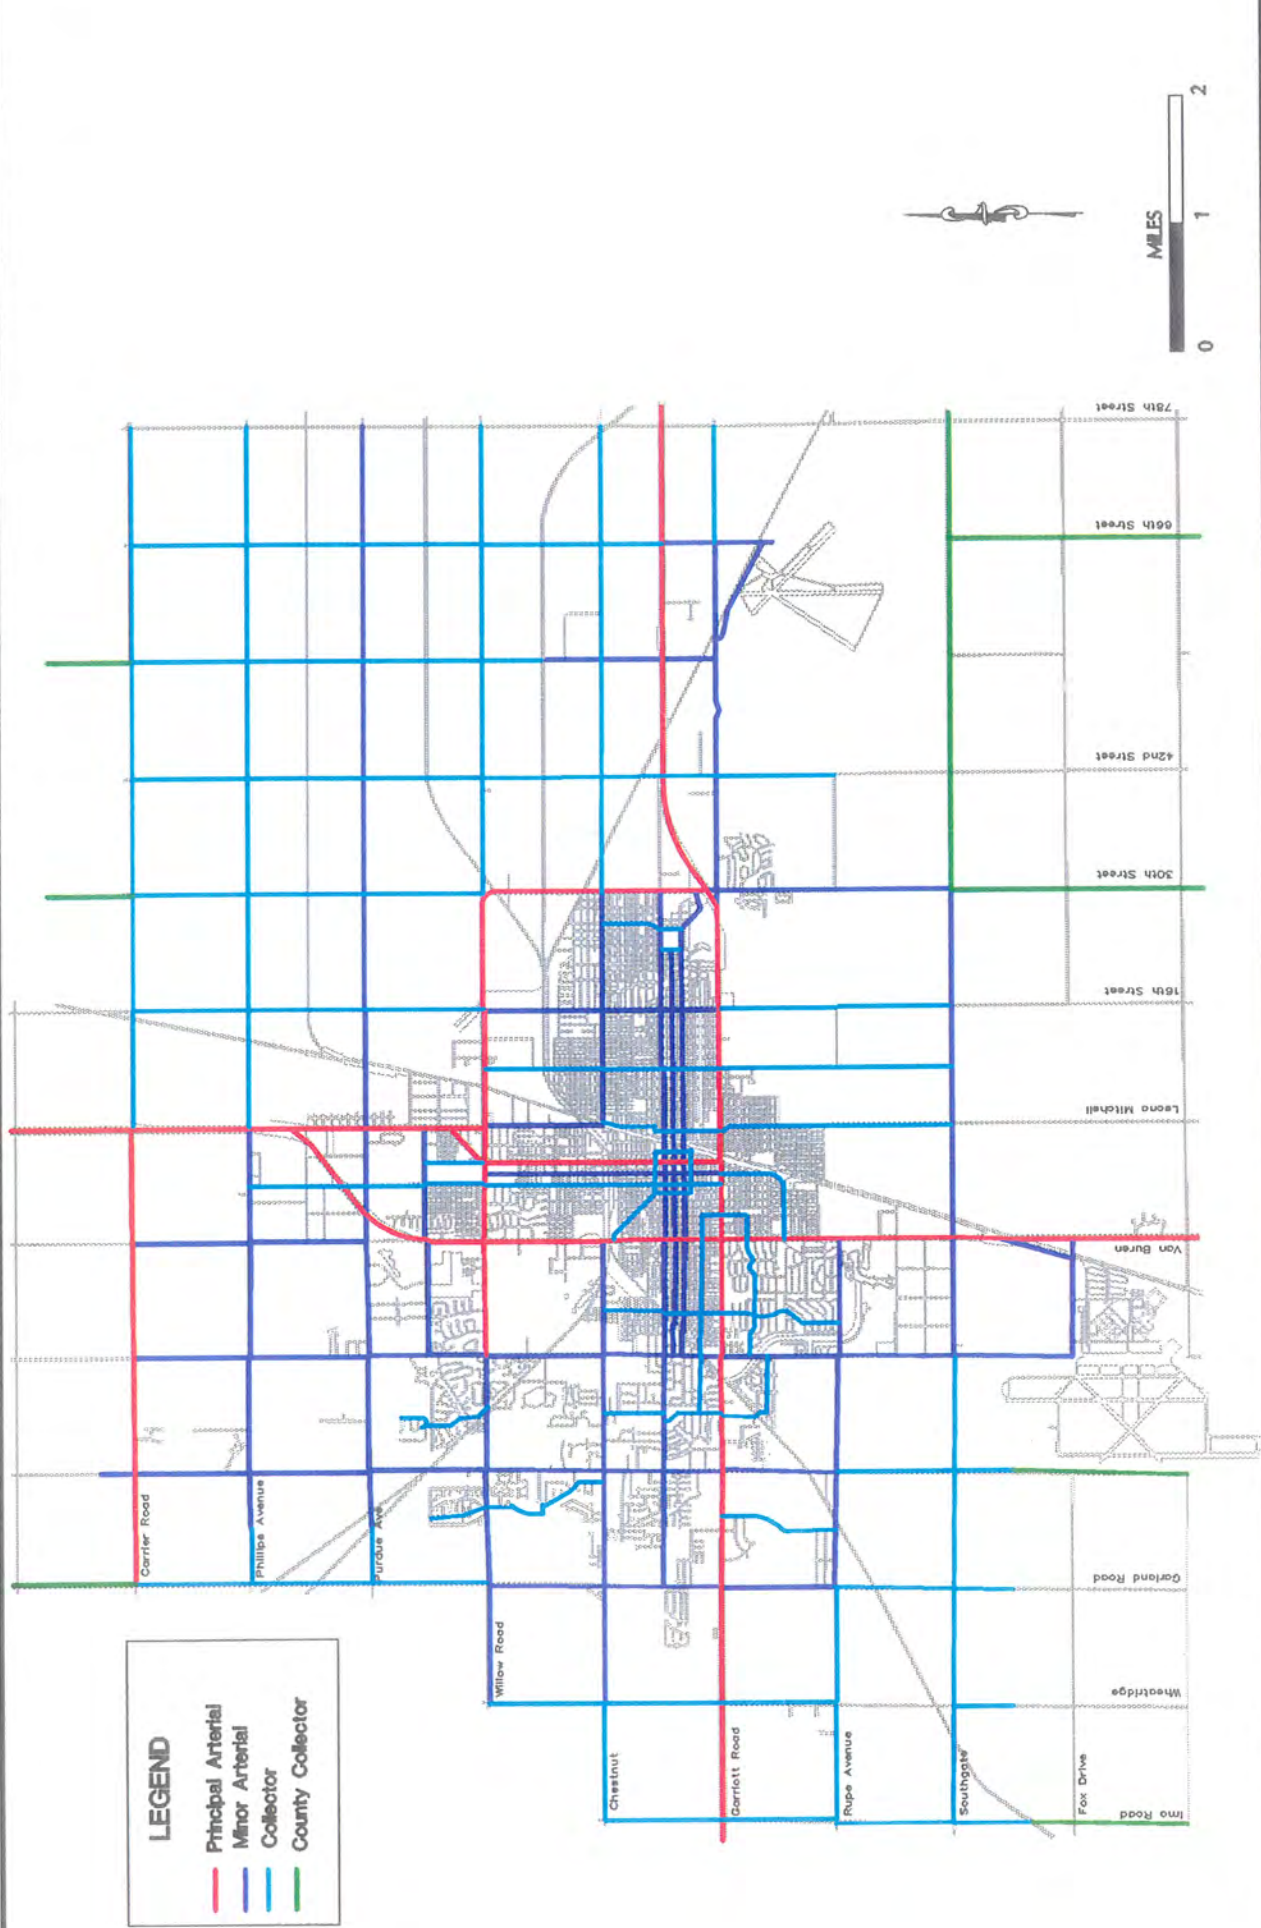 LEGEND
Principal Arterial
Minor Arterial
Collector
County Collector
Carrier Road
Phillips Avenue
Purdue Ave
Willow Road
Chestnut
Garriott Road
Rupe Avenue
Southgate
Fox Drive
Imo Road
Wheatridge
Garland Road
Van Buren
Leona Mitchell
16th Street
30th Street
42nd Street
66th Street
78th Street
MILES
0 1 2